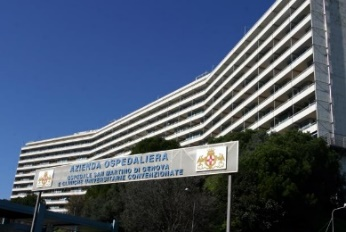 AZIENDA OSPEDALIERA
OSPEDALE SAN MARTINO DI GENOVA
E CLINICHE UNIVERSITARIE CONVENZIONATE